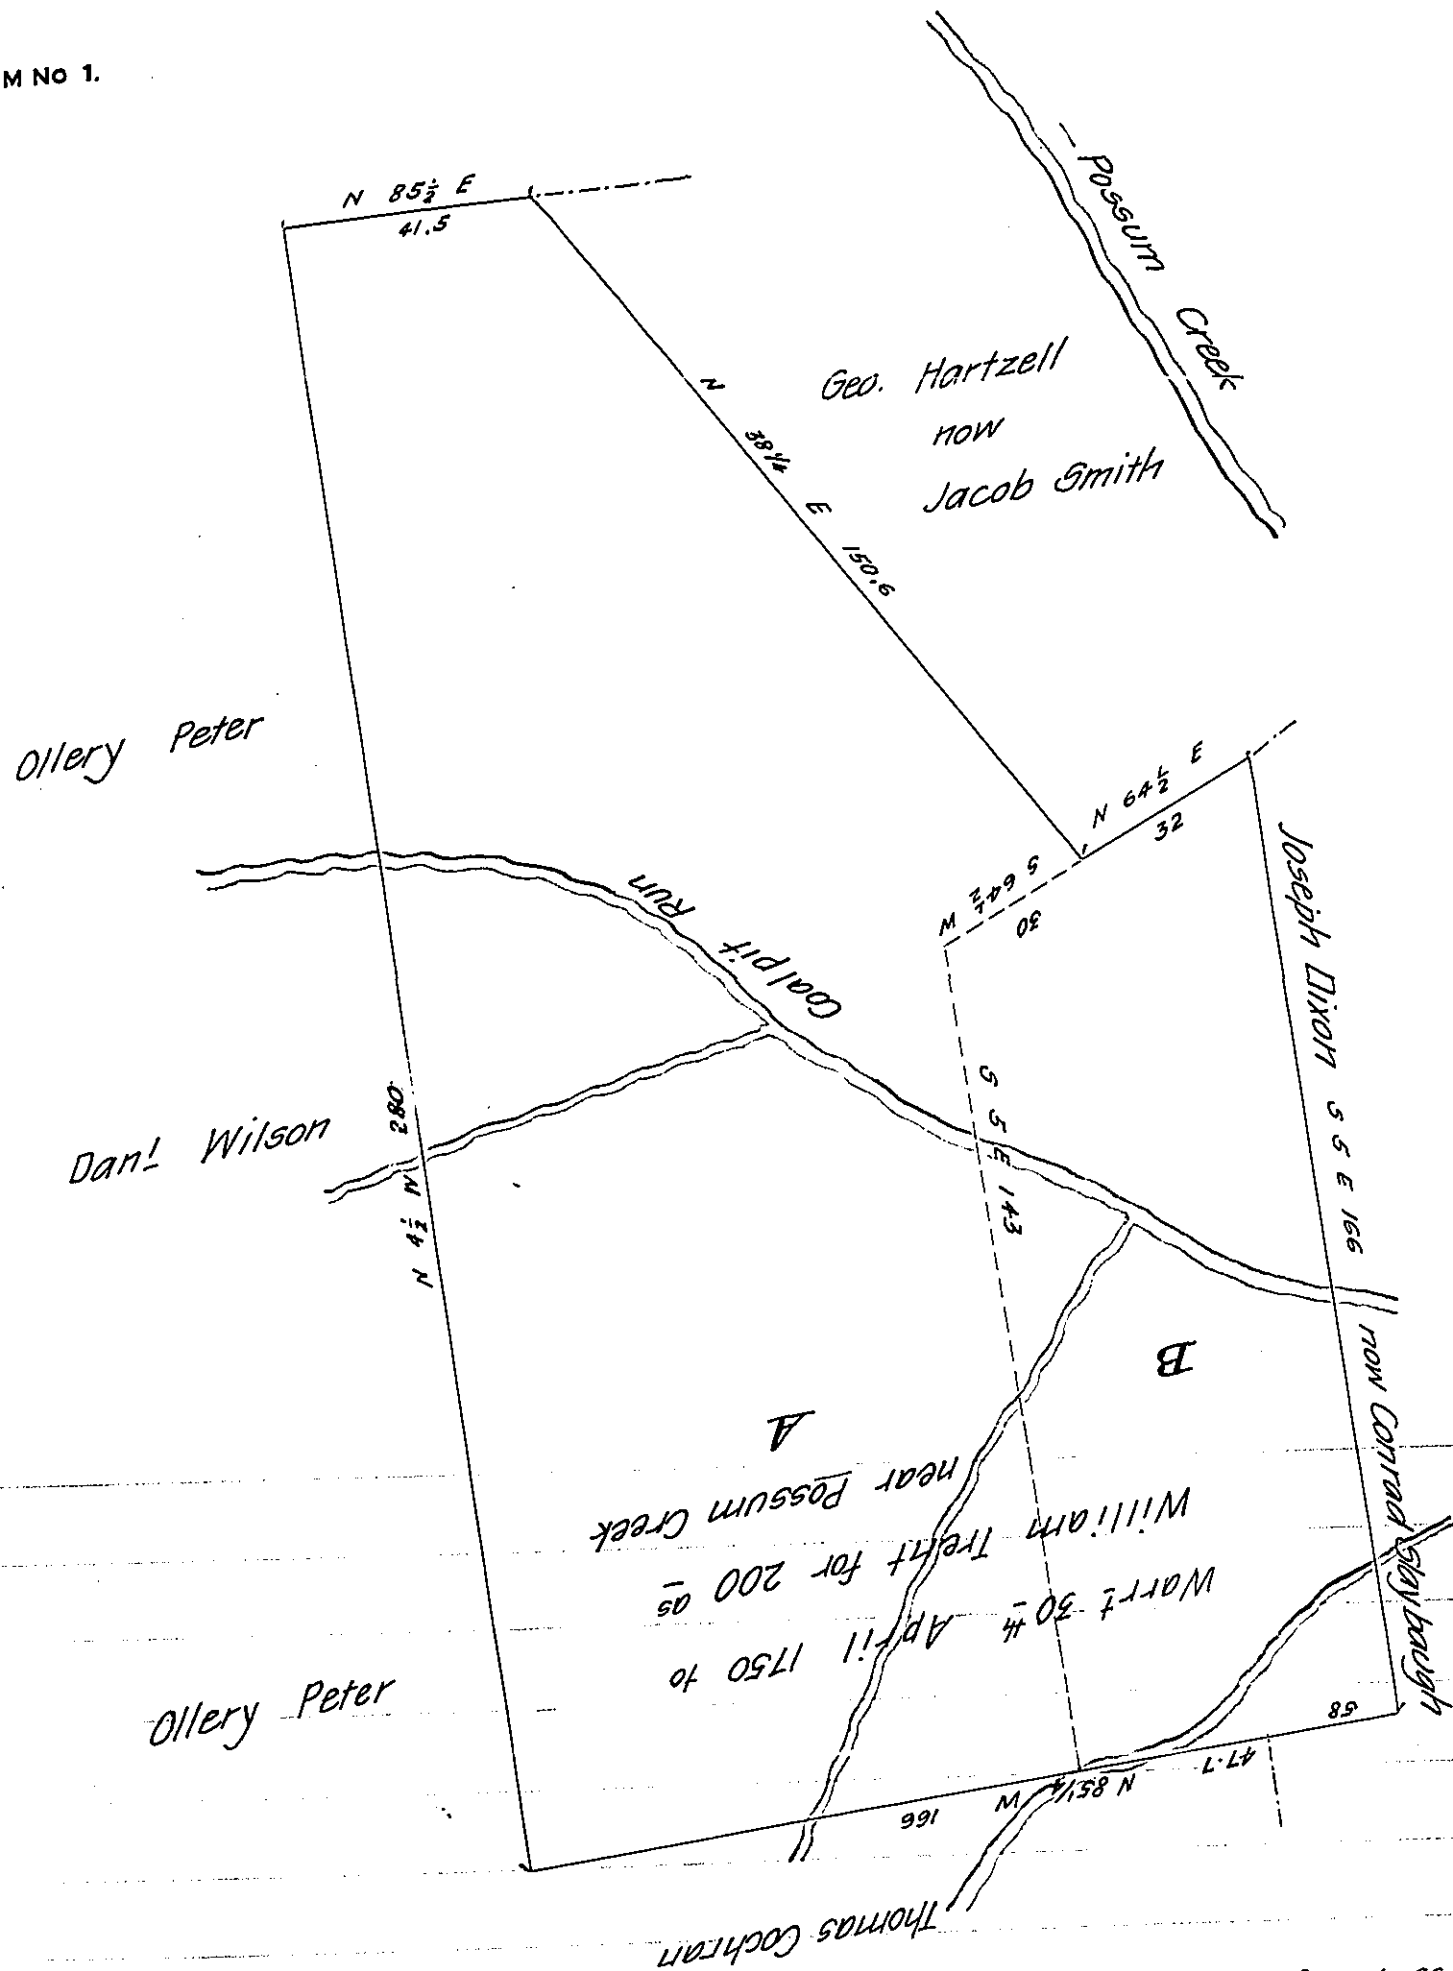 M No 1.
N 85½ E
41.5
Possum Creek
Geo. Hartzell
now
Jacob Smith
N 38¼ E 150.6
Ollery Peter
N 64½ E
32
S 64½ W
30
Coalpit Run
Joseph Dixon S 5 E 166 now Conrad Slaybaugh
S 5 E 143
Dan.l Wilson
N 4½ W 280
B
A
Warr.t 30th April 1750 to
William Trent for 200 as
near Possum Creek
Ollery Peter
58
47.7
N 85¼ W 166
Thomas Cochran